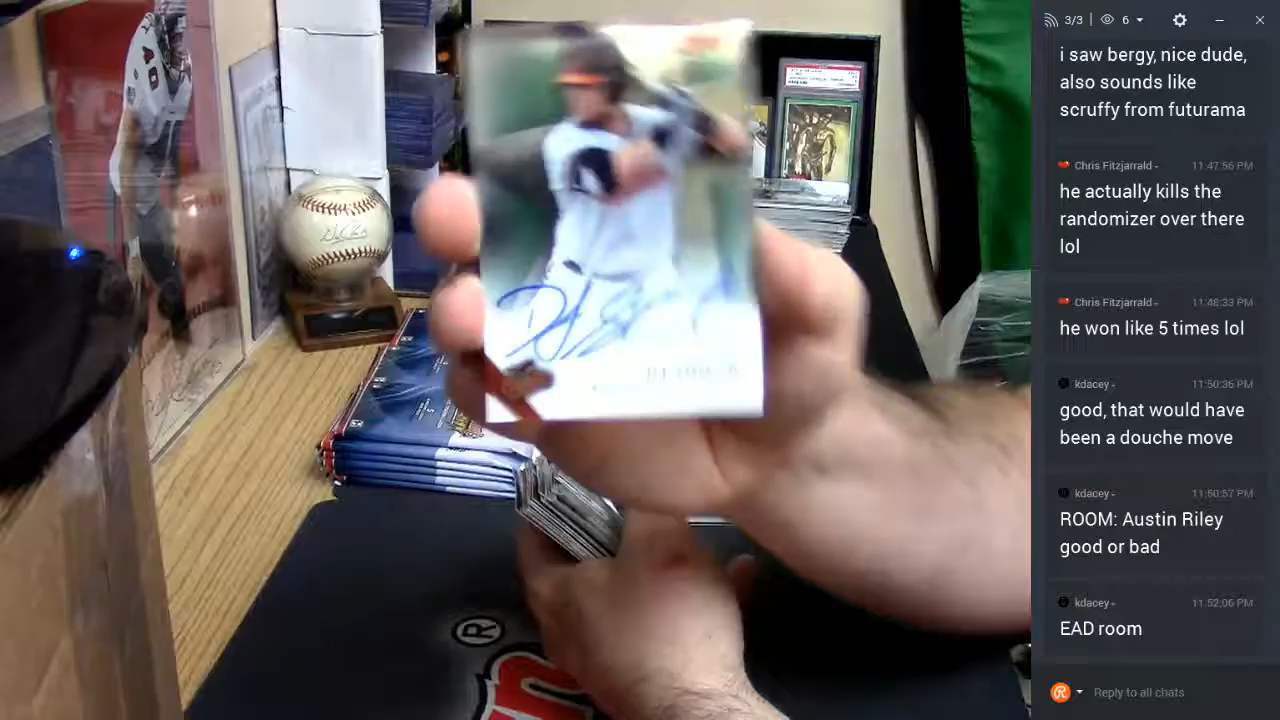 3/3
6
i saw bergy, nice dude,
also sounds like
scruffy from futurama
Chris Fitzjarrald - 11:47:56 PM
he actually kills the
randomizer over there
lol
Chris Fitzjarrald - 11:48:33 PM
he won like 5 times lol
kdacey - 11:50:36 PM
good, that would have
been a douche move
kdacey - 11:50:57 PM
ROOM: Austin Riley
good or bad
kdacey - 11:52:06 PM
EAD room
Reply to all chats
®